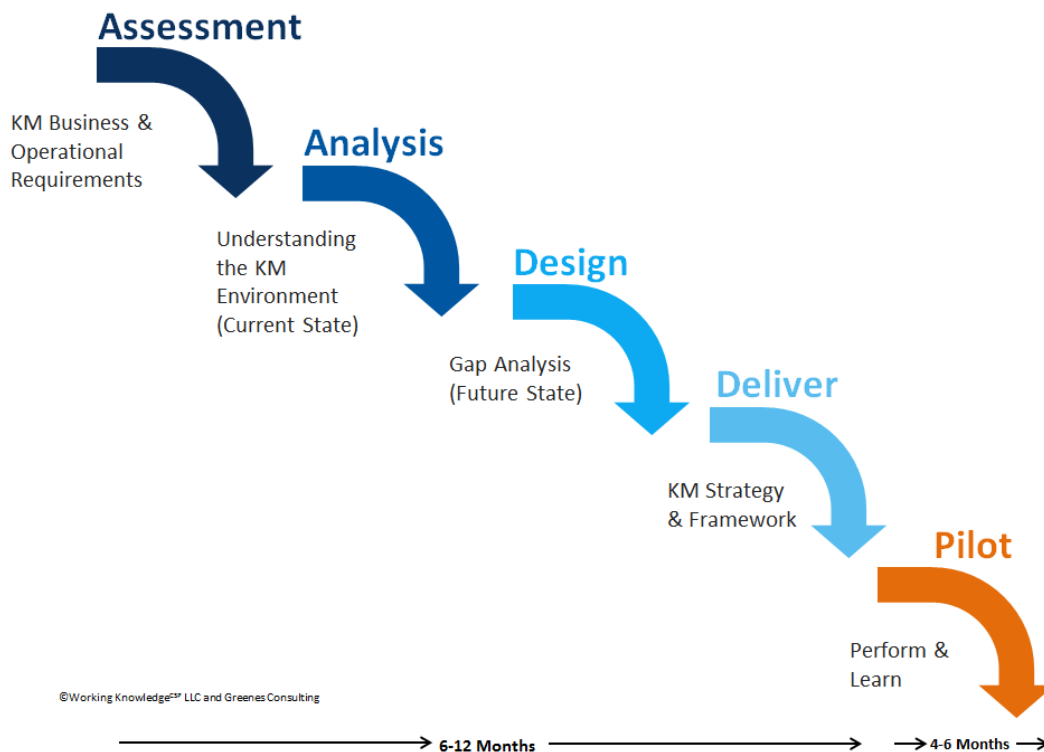 Assessment
KM Business &
Operational
Requirements
Analysis
Understanding
the KM
Environment
(Current State)
Design
Gap Analysis
(Future State)
Deliver
KM Strategy
& Framework
Pilot
Perform &
Learn
©Working Knowledgeᶜˢᴾ LLC and Greenes Consulting
6-12 Months
4-6 Months